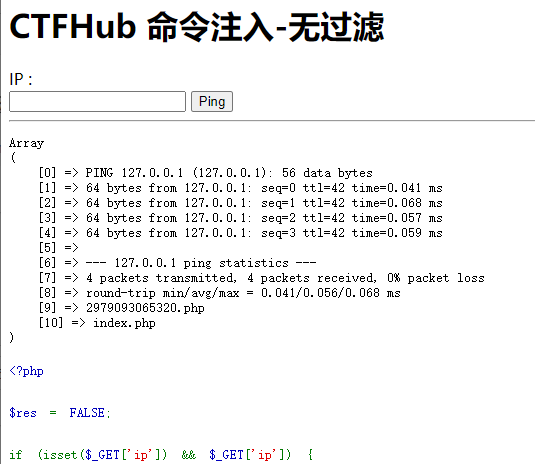 CTFHub 命令注入-无过滤
IP :
Ping
Array
(
[0] => PING 127.0.0.1 (127.0.0.1): 56 data bytes
[1] => 64 bytes from 127.0.0.1: seq=0 ttl=42 time=0.041 ms
[2] => 64 bytes from 127.0.0.1: seq=1 ttl=42 time=0.068 ms
[3] => 64 bytes from 127.0.0.1: seq=2 ttl=42 time=0.057 ms
[4] => 64 bytes from 127.0.0.1: seq=3 ttl=42 time=0.059 ms
[5] =>
[6] => --- 127.0.0.1 ping statistics ---
[7] => 4 packets transmitted, 4 packets received, 0% packet loss
[8] => round-trip min/avg/max = 0.041/0.056/0.068 ms
[9] => 2979093065320.php
[10] => index.php
)
<?php
$res = FALSE;
if (isset($_GET['ip']) && $_GET['ip']) {